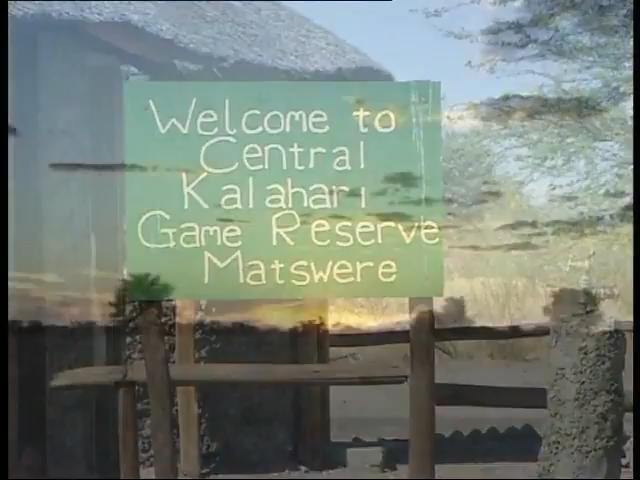 Welcome to
Central
Kalahari
Game Reserve
Matswere